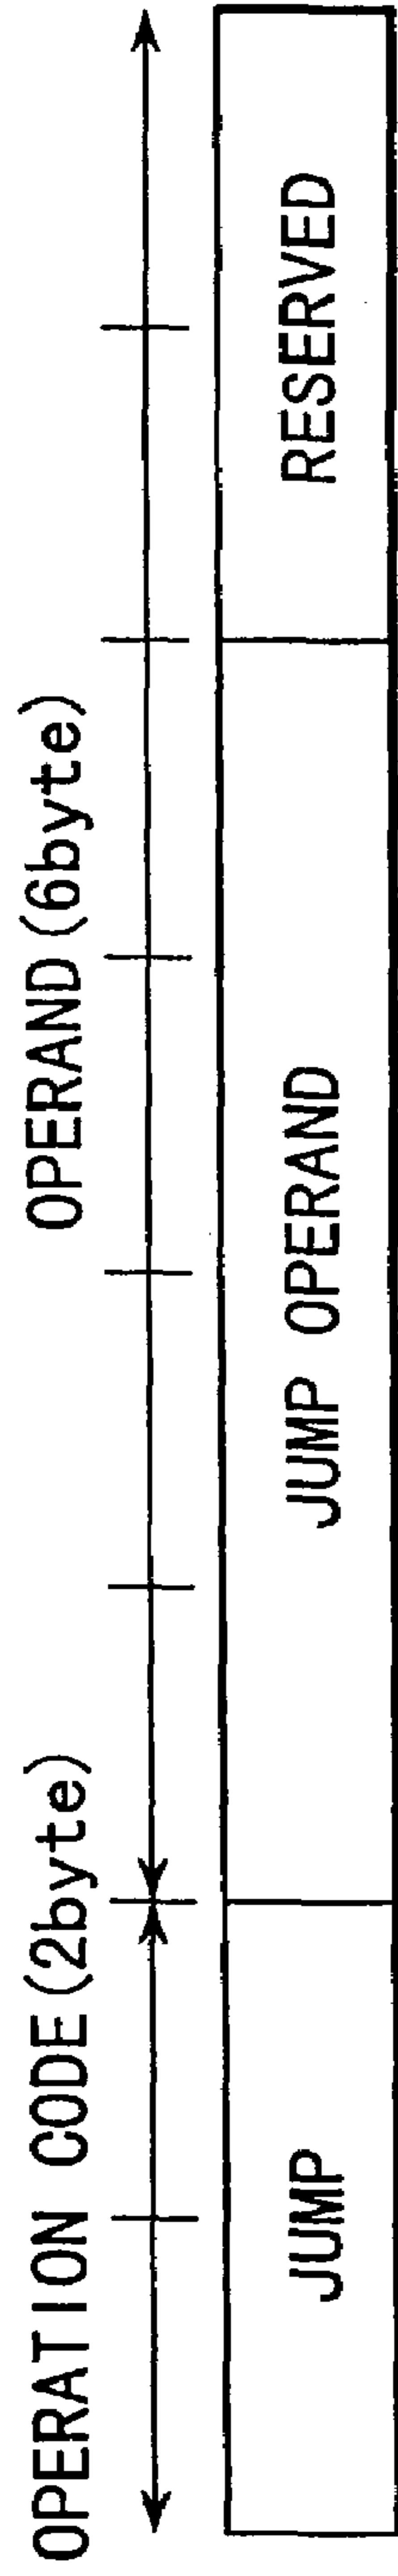 OPERATION CODE(2byte)
OPERAND(6byte)
JUMP
JUMP OPERAND
RESERVED